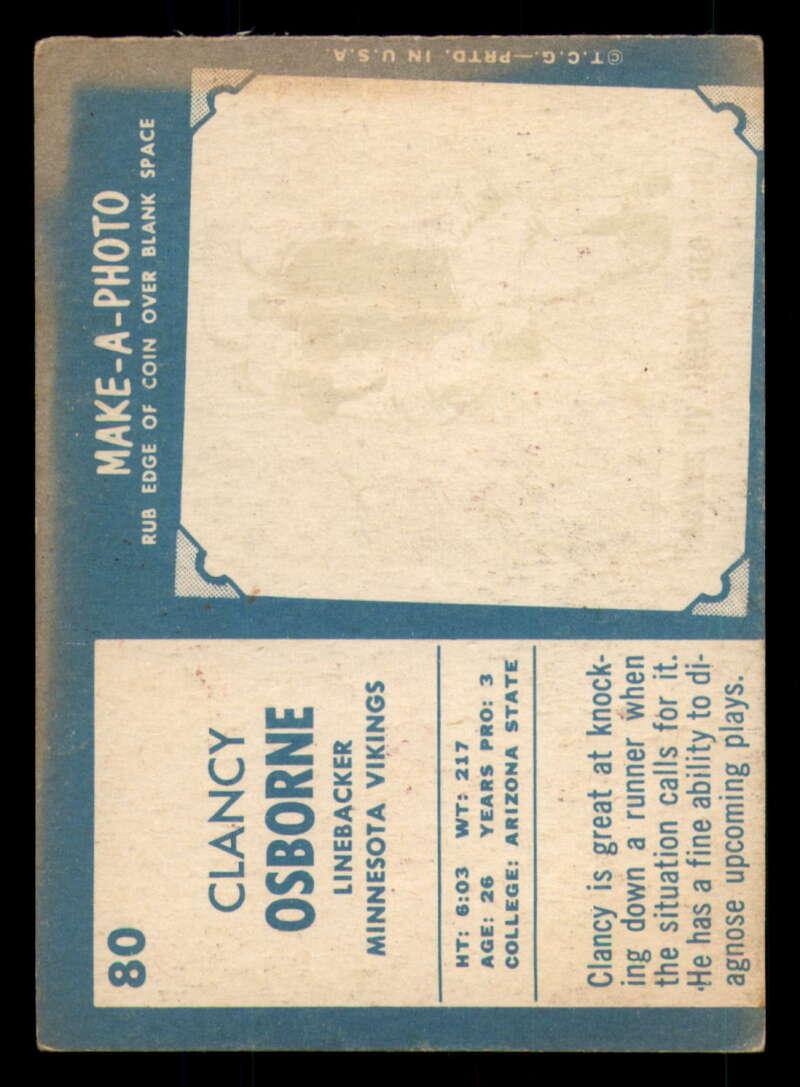 80
CLANCY
OSBORNE
LINEBACKER
MINNESOTA VIKINGS
HT: 6:03 WT: 217
AGE: 26 YEARS PRO: 3
COLLEGE: ARIZONA STATE
Clancy is great at knock-
ing down a runner when
the situation calls for it.
He has a fine ability to di-
agnose upcoming plays.
MAKE-A-PHOTO
RUB EDGE OF COIN OVER BLANK SPACE
©T.C.G.—PRTD. IN U.S.A.